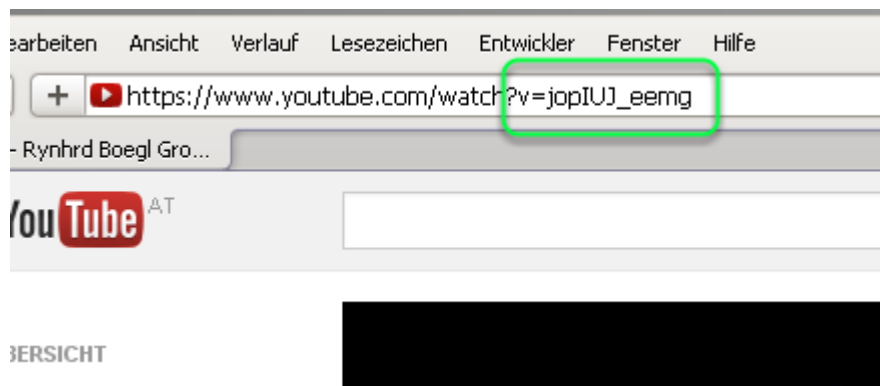 earbeiten Ansicht Verlauf Lesezeichen Entwickler Fenster Hilfe
+ https://www.youtube.com/watch?v=jopIUJ_eemg
- Rynhrd Boegl Gro...
YouTube AT
BERSICHT